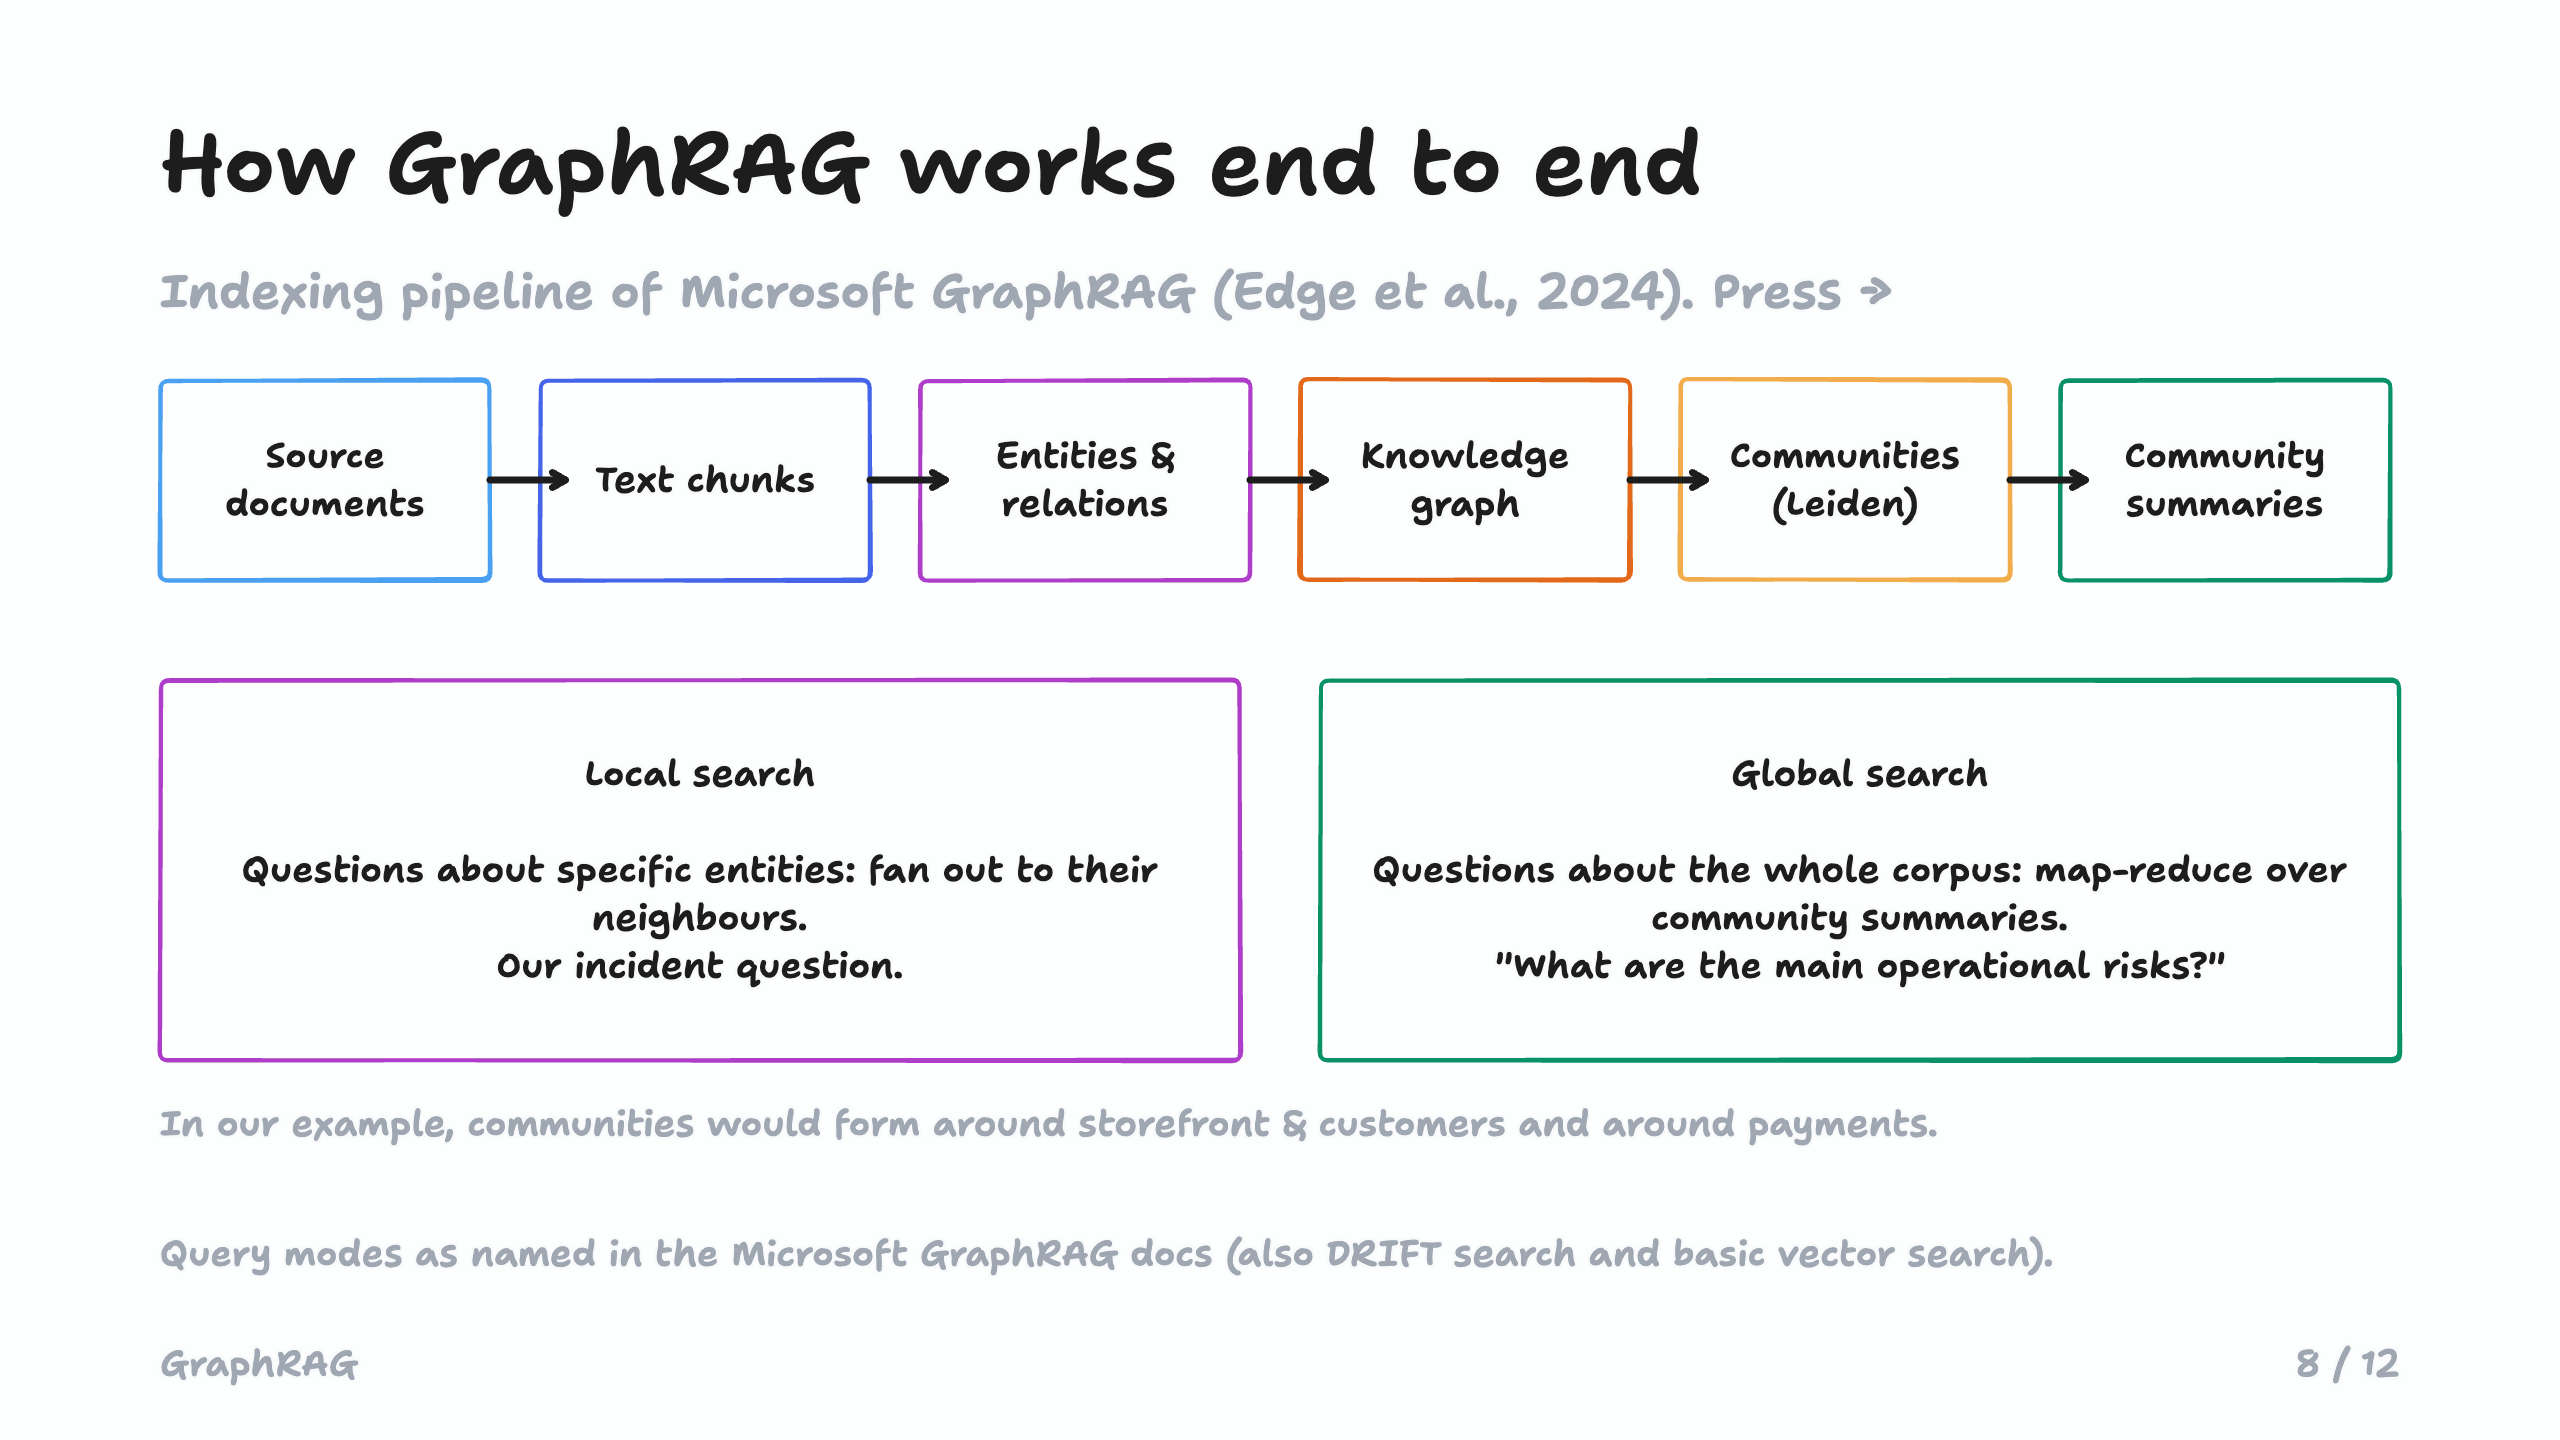 How GraphRAG works end to end
Indexing pipeline of Microsoft GraphRAG (Edge et al., 2024). Press →
Source
documents
Text chunks
Entities &
relations
Knowledge
graph
Communities
(Leiden)
Community
summaries
Local search
Questions about specific entities: fan out to their
neighbours.
Our incident question.
Global search
Questions about the whole corpus: map-reduce over
community summaries.
"What are the main operational risks?"
In our example, communities would form around storefront & customers and around payments.
Query modes as named in the Microsoft GraphRAG docs (also DRIFT search and basic vector search).
GraphRAG
8 / 12